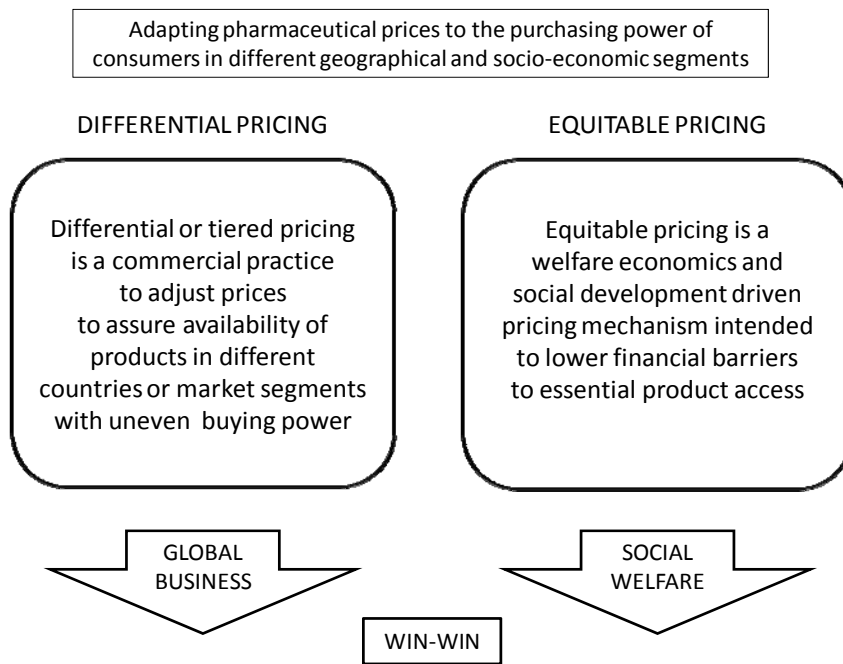 Adapting pharmaceutical prices to the purchasing power of
consumers in different geographical and socio-economic segments
DIFFERENTIAL PRICING
EQUITABLE PRICING
Differential or tiered pricing
is a commercial practice
to adjust prices
to assure availability of
products in different
countries or market segments
with uneven buying power
Equitable pricing is a
welfare economics and
social development driven
pricing mechanism intended
to lower financial barriers
to essential product access
GLOBAL
BUSINESS
SOCIAL
WELFARE
WIN-WIN